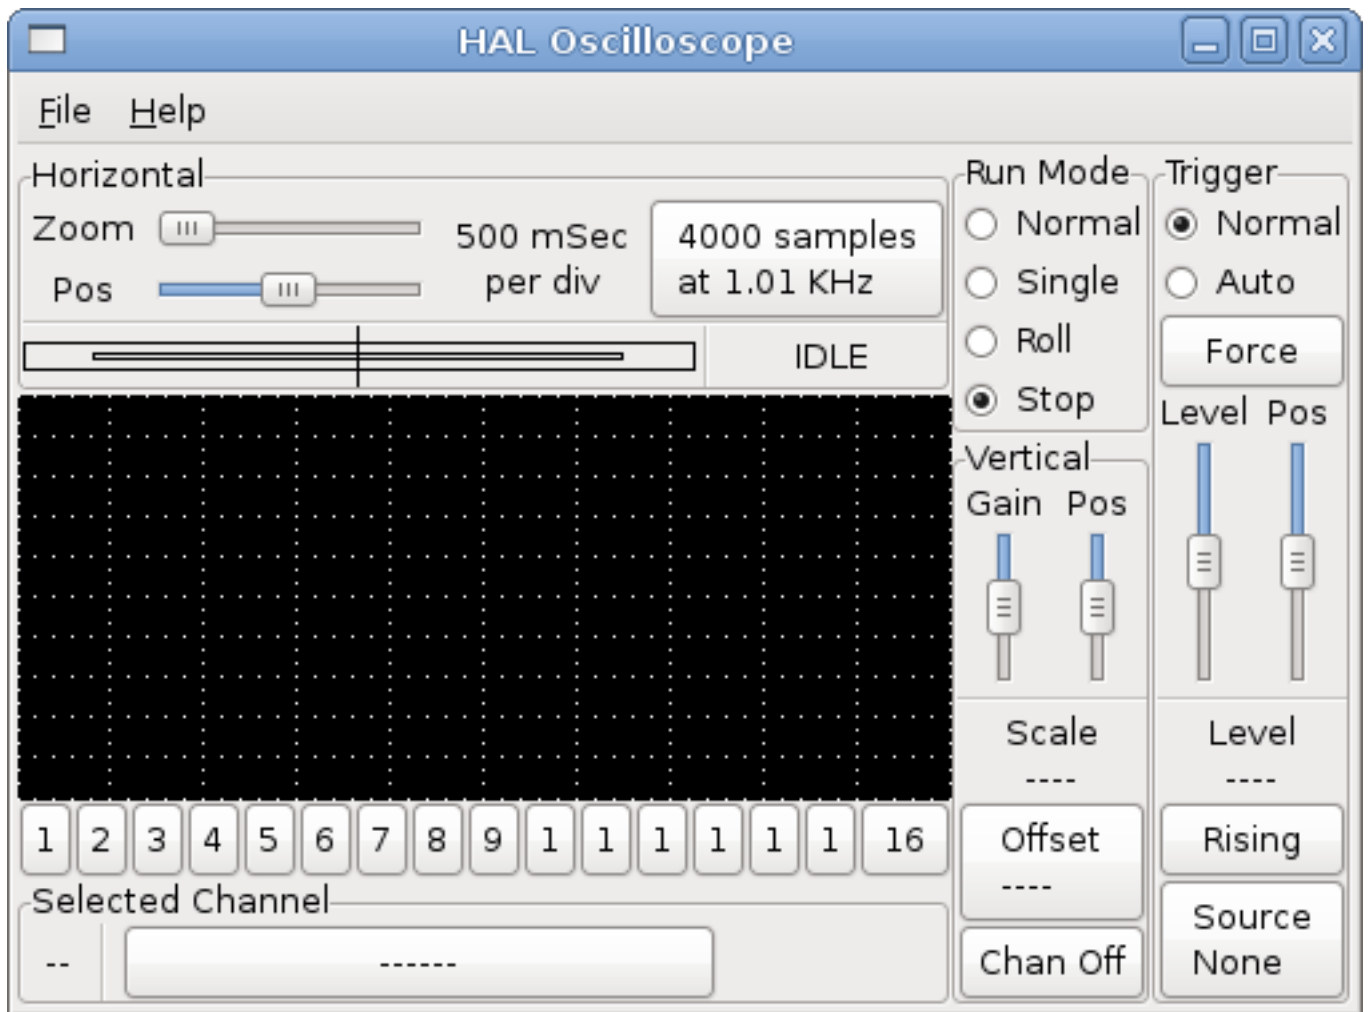 HAL Oscilloscope
File Help
Horizontal
Zoom
Pos
500 mSec
per div
4000 samples
at 1.01 KHz
IDLE
Run Mode
Normal
Single
Roll
Stop
Trigger
Normal
Auto
Force
Level Pos
Vertical
Gain Pos
Scale
----
Level
----
1 2 3 4 5 6 7 8 9 1 1 1 1 1 1 16
Offset
----
Rising
Selected Channel
--
------
Chan Off
Source
None